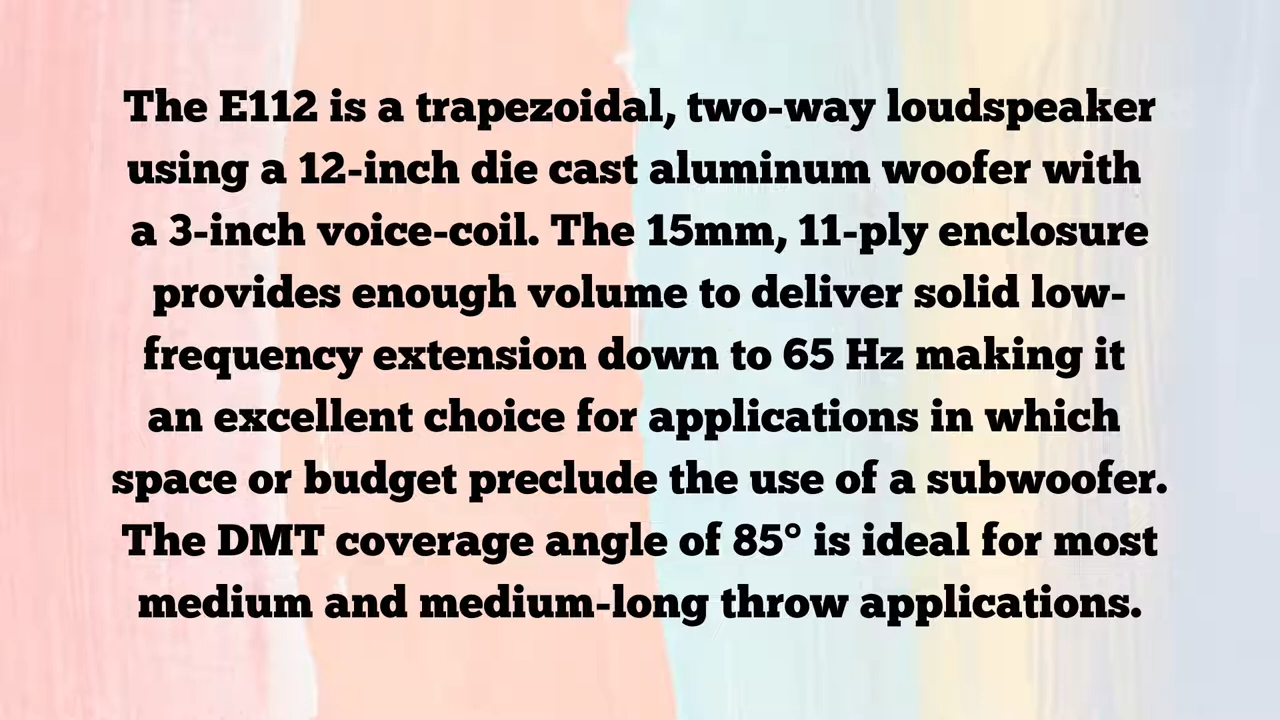 The E112 is a trapezoidal, two-way loudspeaker
using a 12-inch die cast aluminum woofer with
a 3-inch voice-coil. The 15mm, 11-ply enclosure
provides enough volume to deliver solid low-
frequency extension down to 65 Hz making it
an excellent choice for applications in which
space or budget preclude the use of a subwoofer.
The DMT coverage angle of 85° is ideal for most
medium and medium-long throw applications.